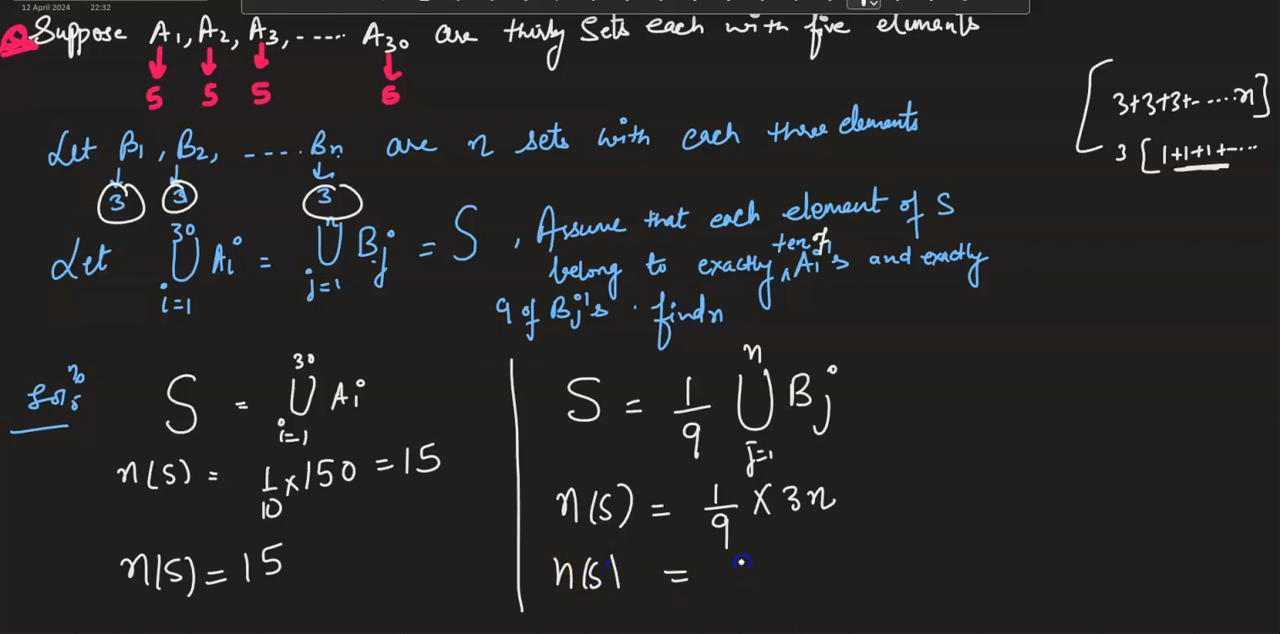 12 April 2024 22:32
Q Suppose A₁, A₂, A₃, ..... A₃₀ are thirty Sets each with five elements
5 5 5 5
Let B₁, B₂, ..... Bₙ are n sets with each three elements
3 3 3
[3+3+3+.....n]
3 [1+1+1+...
Let ⋃_{i=1}^{30} Aᵢ = ⋃_{j=1}^{n} Bⱼ = S , Assume that each element of S
belong to exactly ten of Aᵢ's and exactly
9 of Bⱼ's . find n
Solⁿ:
S = ⋃_{i=1}^{30} Aᵢ
n(S) = 1/10 × 150 = 15
n(S) = 15
S = 1/9 ⋃_{j=1}^{n} Bⱼ
n(S) = 1/9 × 3n
n(S) =